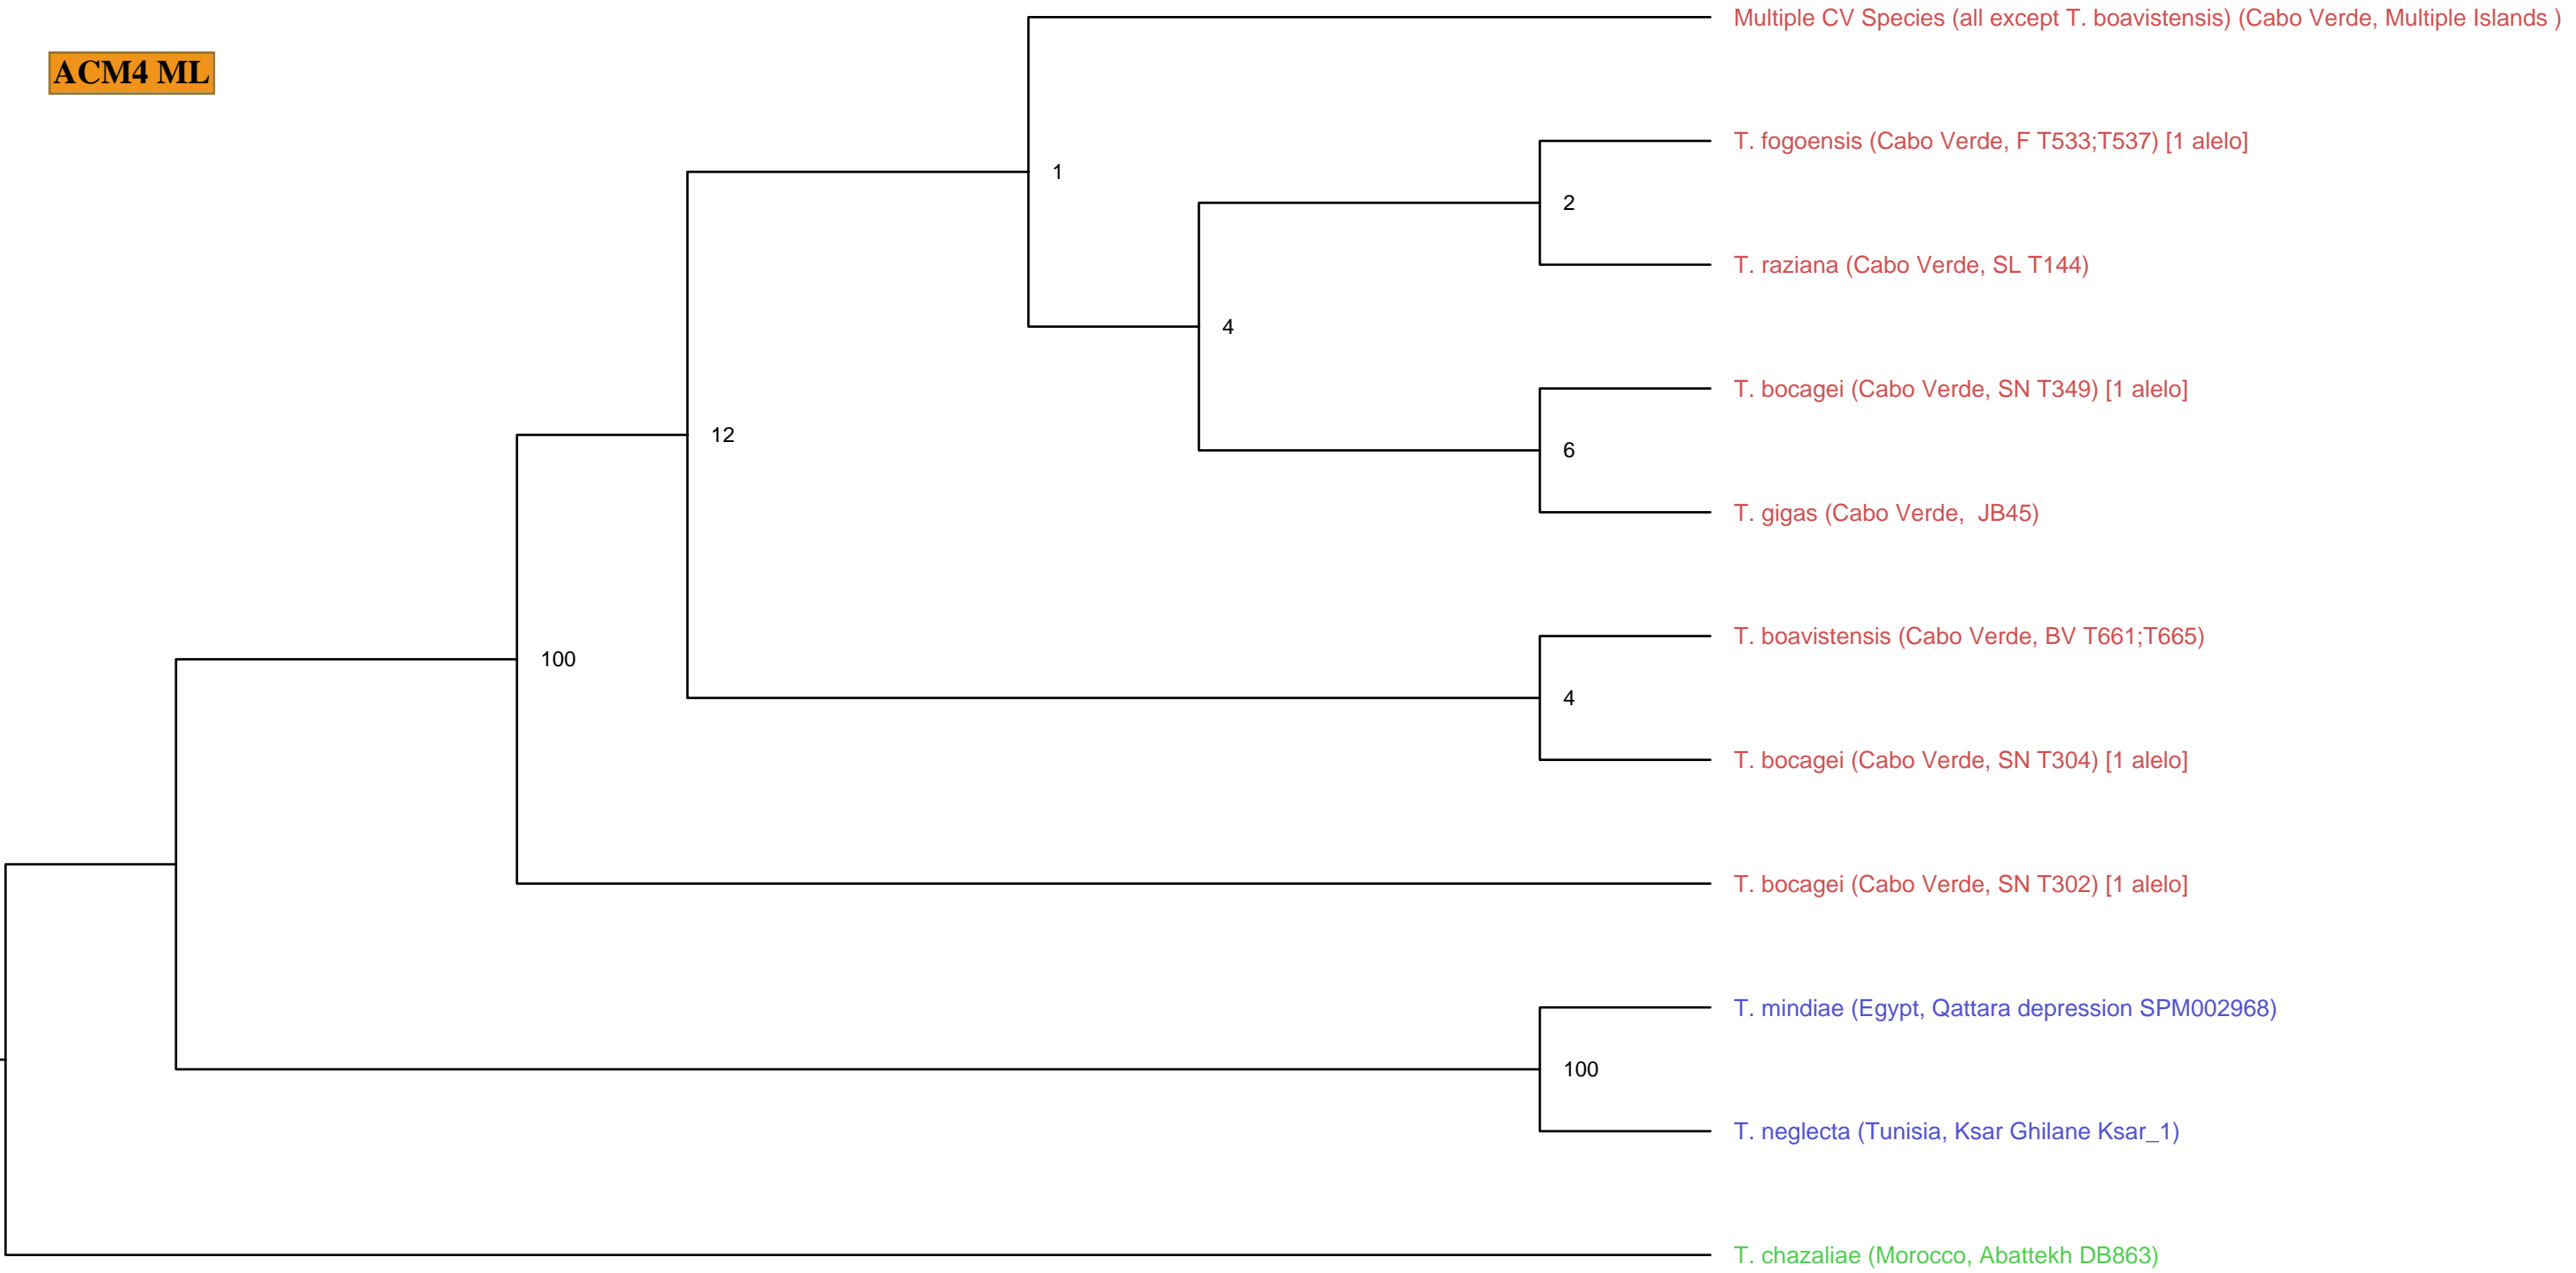 Multiple CV Species (all except T. boavistensis) (Cabo Verde, Multiple Islands )
ACM4 ML
T. fogoensis (Cabo Verde, F T533;T537) [1 alelo]
1
2
T. raziana (Cabo Verde, SL T144)
4
T. bocagei (Cabo Verde, SN T349) [1 alelo]
12
6
T. gigas (Cabo Verde,  JB45)
T. boavistensis (Cabo Verde, BV T661;T665)
100
4
T. bocagei (Cabo Verde, SN T304) [1 alelo]
T. bocagei (Cabo Verde, SN T302) [1 alelo]
T. mindiae (Egypt, Qattara depression SPM002968)
100
T. neglecta (Tunisia, Ksar Ghilane Ksar_1)
T. chazaliae (Morocco, Abattekh DB863)